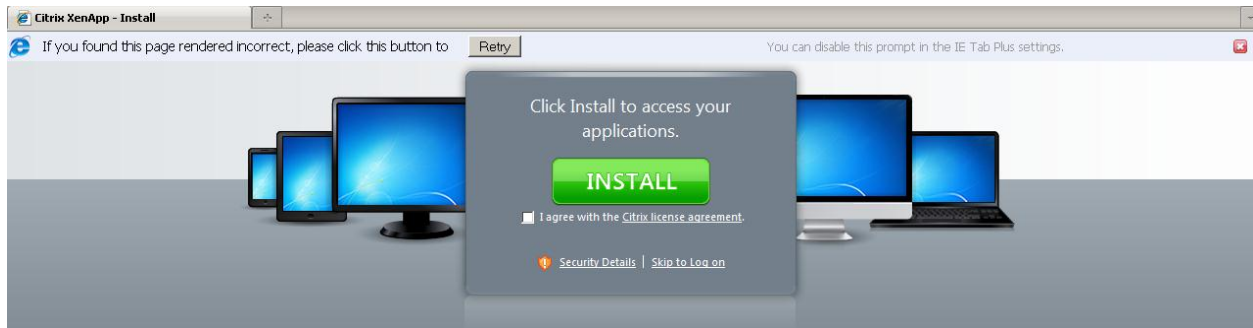 Citrix XenApp - Install
If you found this page rendered incorrect, please click this button to Retry You can disable this prompt in the IE Tab Plus settings.
Click Install to access your
applications.
INSTALL
I agree with the Citrix license agreement.
Security Details | Skip to Log on